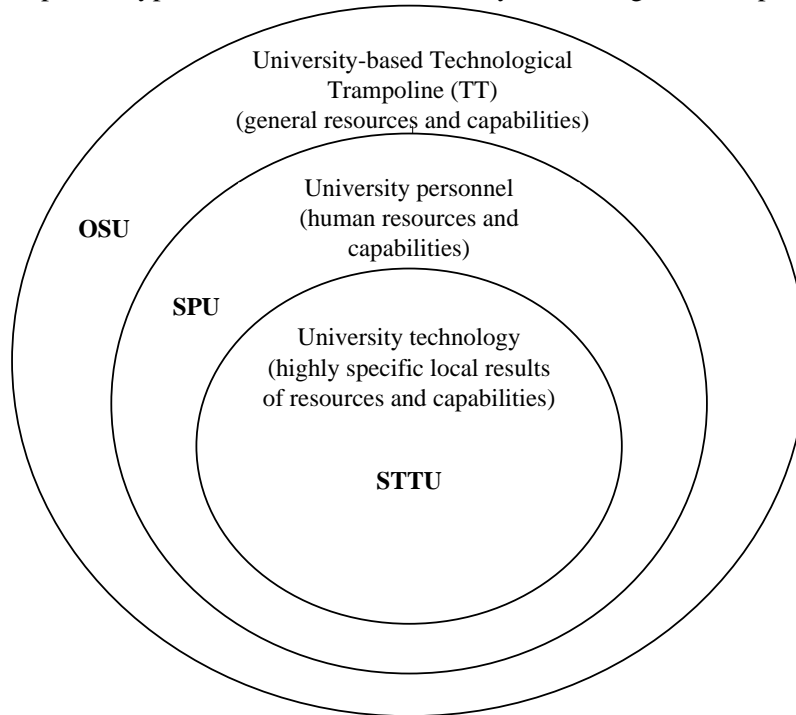 University-based Technological
Trampoline (TT)
(general resources and capabilities)
University personnel
(human resources and
capabilities)
OSU
SPU
University technology
(highly specific local results
of resources and capabilities)
STTU